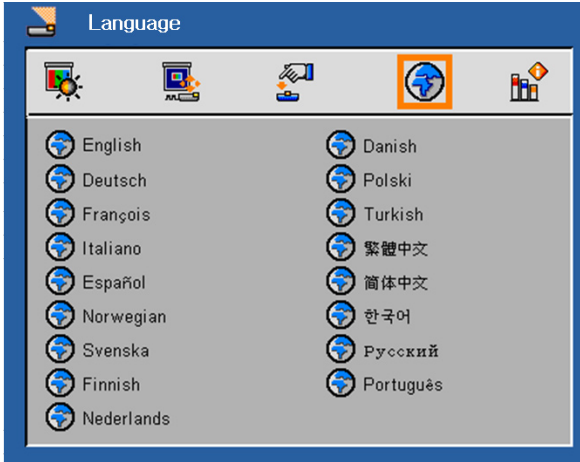 Language
English
Deutsch
François
Italiano
Español
Norwegian
Svenska
Finnish
Nederlands
Danish
Polski
Turkish
繁體中文
简体中文
한국어
Русский
Português